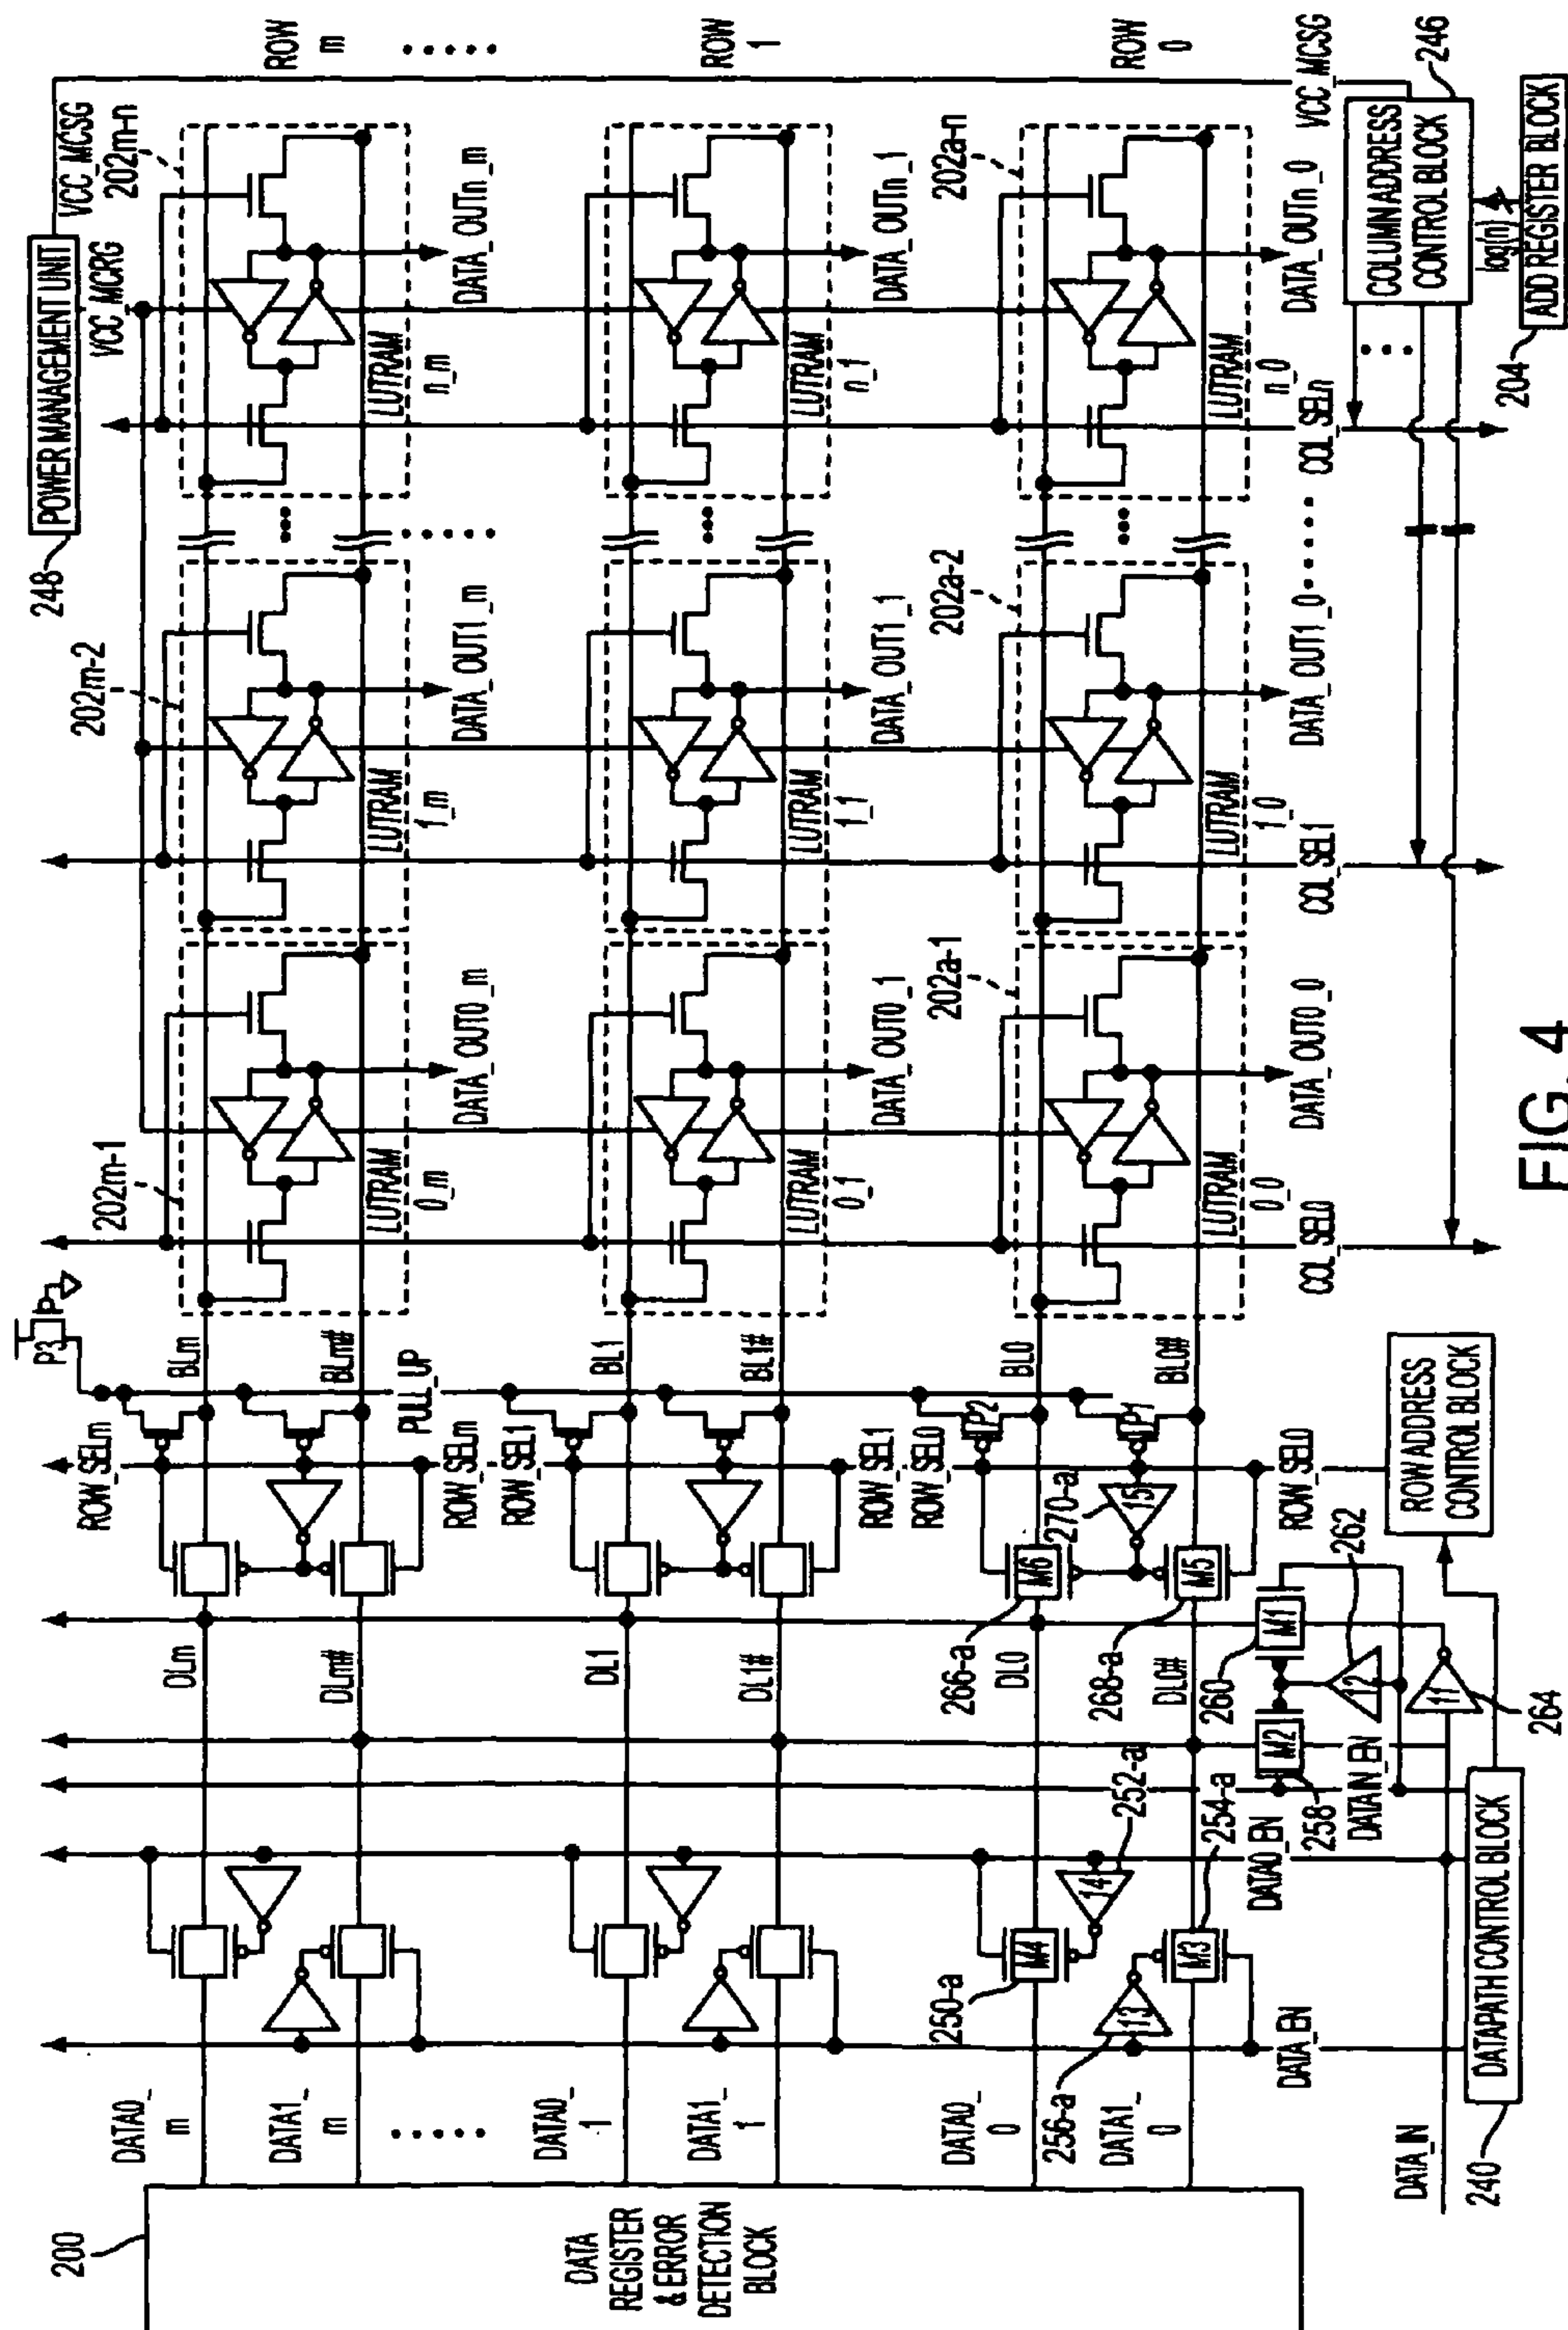 200
DATA
REGISTER
& ERROR
DETECTION
BLOCK
DATA0_
m
DATA1_
m
DATA0_
1
DATA1_
1
DATA0_
0
DATA1_
0
DATA_IN
240
DATAPATH CONTROL BLOCK
DATA_EN
DATA0_EN
DATAIN_EN
250-a
252-a
254-a
256-a
258
260
262
264
266-a
268-a
270-a
M4
M3
M2
M1
M6
M5
14
13
12
11
15
DLm
DLm#
DL1
DL1#
DL0
DL0#
ROW_SELm
ROW_SELm
ROW_SEL1
ROW_SEL1
ROW_SEL0
ROW_SEL0
P3
P
P2
P1
PULL_UP
BLm
BLm#
BL1
BL1#
BL0
BL0#
ROW ADDRESS
CONTROL BLOCK
202m-1
LUTRAM
0_m
DATA_OUT0_m
LUTRAM
0_1
DATA_OUT0_1
202a-1
LUTRAM
0_0
DATA_OUT0_0
COL_SEL0
202m-2
LUTRAM
1_m
DATA_OUT1_m
LUTRAM
1_1
DATA_OUT1_1
202a-2
LUTRAM
1_0
DATA_OUT1_0
COL_SEL1
248
POWER MANAGEMENT UNIT
VCC_MCRG
VCC_MCSG
202m-n
LUTRAM
n_m
DATA_OUTn_m
LUTRAM
n_1
DATA_OUTn_1
202a-n
LUTRAM
n_0
DATA_OUTn_0
COL_SELn
ROW
m
ROW
1
ROW
0
VCC_MCSG
246
COLUMN ADDRESS
CONTROL BLOCK
log(n)
ADD REGISTER BLOCK
204
FIG. 4